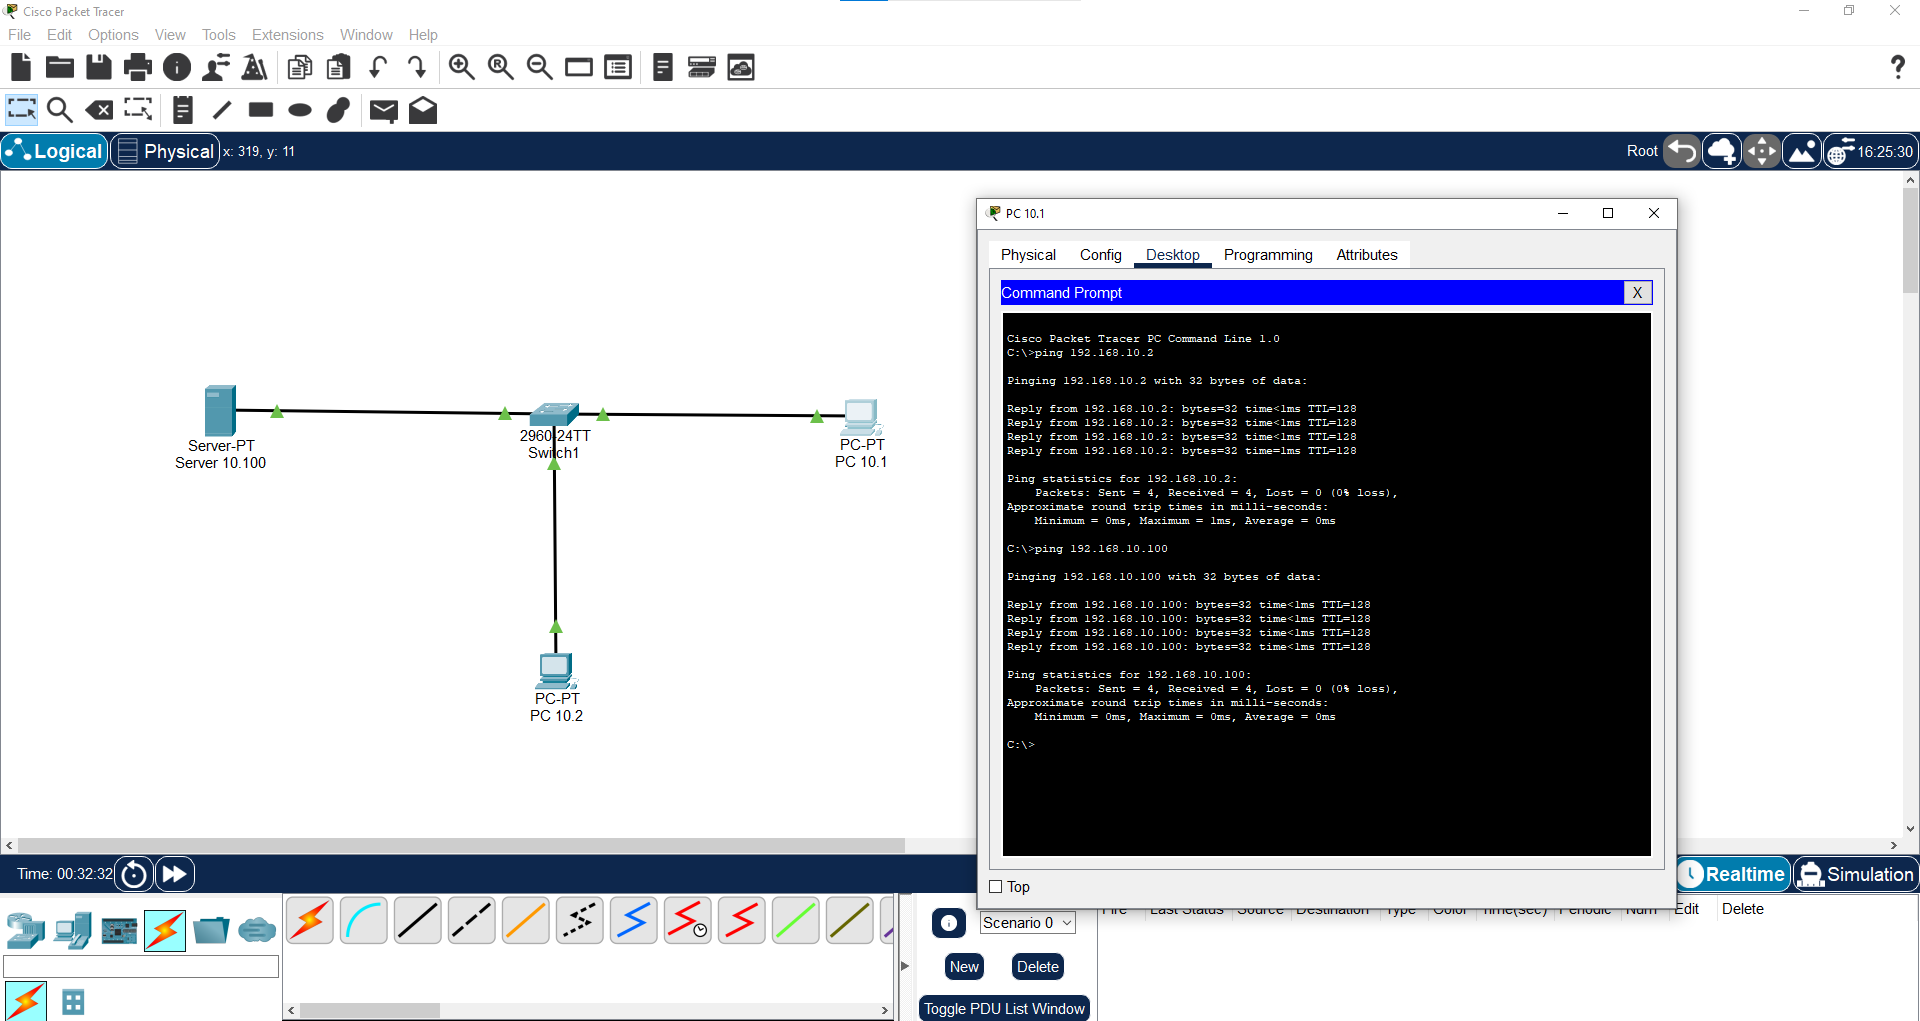 Cisco Packet Tracer
File Edit Options View Tools Extensions Window Help
Logical Physical x: 319, y: 11
Root 16:25:30
Server-PT
Server 10.100
2960-24TT
Switch1
PC-PT
PC 10.1
PC-PT
PC 10.2
PC 10.1
Physical Config Desktop Programming Attributes
Command Prompt X
Cisco Packet Tracer PC Command Line 1.0
C:\>ping 192.168.10.2
Pinging 192.168.10.2 with 32 bytes of data:
Reply from 192.168.10.2: bytes=32 time<1ms TTL=128
Reply from 192.168.10.2: bytes=32 time<1ms TTL=128
Reply from 192.168.10.2: bytes=32 time=1ms TTL=128
Reply from 192.168.10.2: bytes=32 time=1ms TTL=128
Ping statistics for 192.168.10.2:
Packets: Sent = 4, Received = 4, Lost = 0 (0% loss),
Approximate round trip times in milli-seconds:
Minimum = 0ms, Maximum = 1ms, Average = 0ms
C:\>ping 192.168.10.100
Pinging 192.168.10.100 with 32 bytes of data:
Reply from 192.168.10.100: bytes=32 time<1ms TTL=128
Reply from 192.168.10.100: bytes=32 time<1ms TTL=128
Reply from 192.168.10.100: bytes=32 time<1ms TTL=128
Reply from 192.168.10.100: bytes=32 time<1ms TTL=128
Ping statistics for 192.168.10.100:
Packets: Sent = 4, Received = 4, Lost = 0 (0% loss),
Approximate round trip times in milli-seconds:
Minimum = 0ms, Maximum = 0ms, Average = 0ms
C:\>
Top
Time: 00:32:32
Realtime Simulation
Scenario 0
New Delete
Toggle PDU List Window
Fire Last Status Source Destination Type Color Time(sec) Periodic Num Edit Delete